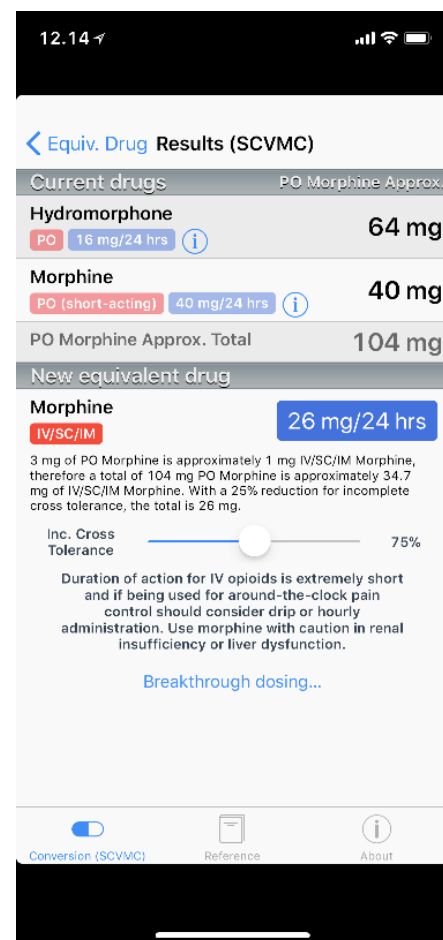 12.14
Equiv. Drug Results (SCVMC)
Current drugs PO Morphine Approx.
Hydromorphone
64 mg
PO 16 mg/24 hrs
Morphine
40 mg
PO (short-acting) 40 mg/24 hrs
PO Morphine Approx. Total 104 mg
New equivalent drug
Morphine
26 mg/24 hrs
IV/SC/IM
3 mg of PO Morphine is approximately 1 mg IV/SC/IM Morphine,
therefore a total of 104 mg PO Morphine is approximately 34.7
mg of IV/SC/IM Morphine. With a 25% reduction for incomplete
cross tolerance, the total is 26 mg.
Inc. Cross
Tolerance
75%
Duration of action for IV opioids is extremely short
and if being used for around-the-clock pain
control should consider drip or hourly
administration. Use morphine with caution in renal
insufficiency or liver dysfunction.
Breakthrough dosing...
Conversion (SCVMC) Reference About